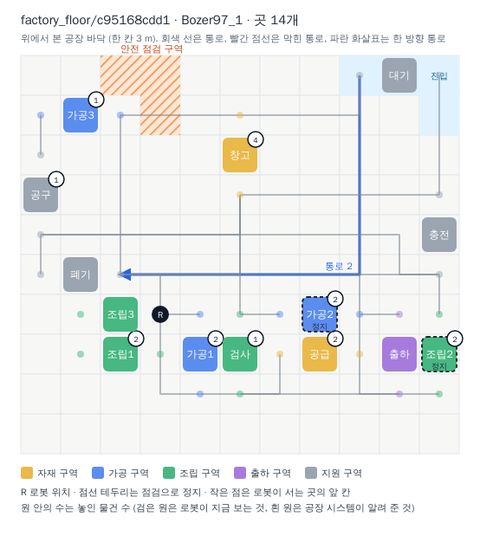 factory_floor/c95168cdd1 · Bozer97_1 · 곳 14개
위에서 본 공장 바닥 (한 칸 3 m). 회색 선은 통로, 빨간 점선은 막힌 통로, 파란 화살표는 한 방향 통로
안전 점검 구역
대기
진입
가공3
1
창고
4
공구
1
충전
폐기
통로 2
조립3
R
가공2
정지
2
조립1
2
가공1
2
검사
1
공급
2
출하
조립2
정지
2
자재 구역
가공 구역
조립 구역
출하 구역
지원 구역
R 로봇 위치 · 점선 테두리는 점검으로 정지 · 작은 점은 로봇이 서는 곳의 앞 칸
원 안의 수는 놓인 물건 수 (검은 원은 로봇이 지금 보는 것, 흰 원은 공장 시스템이 알려 준 것)